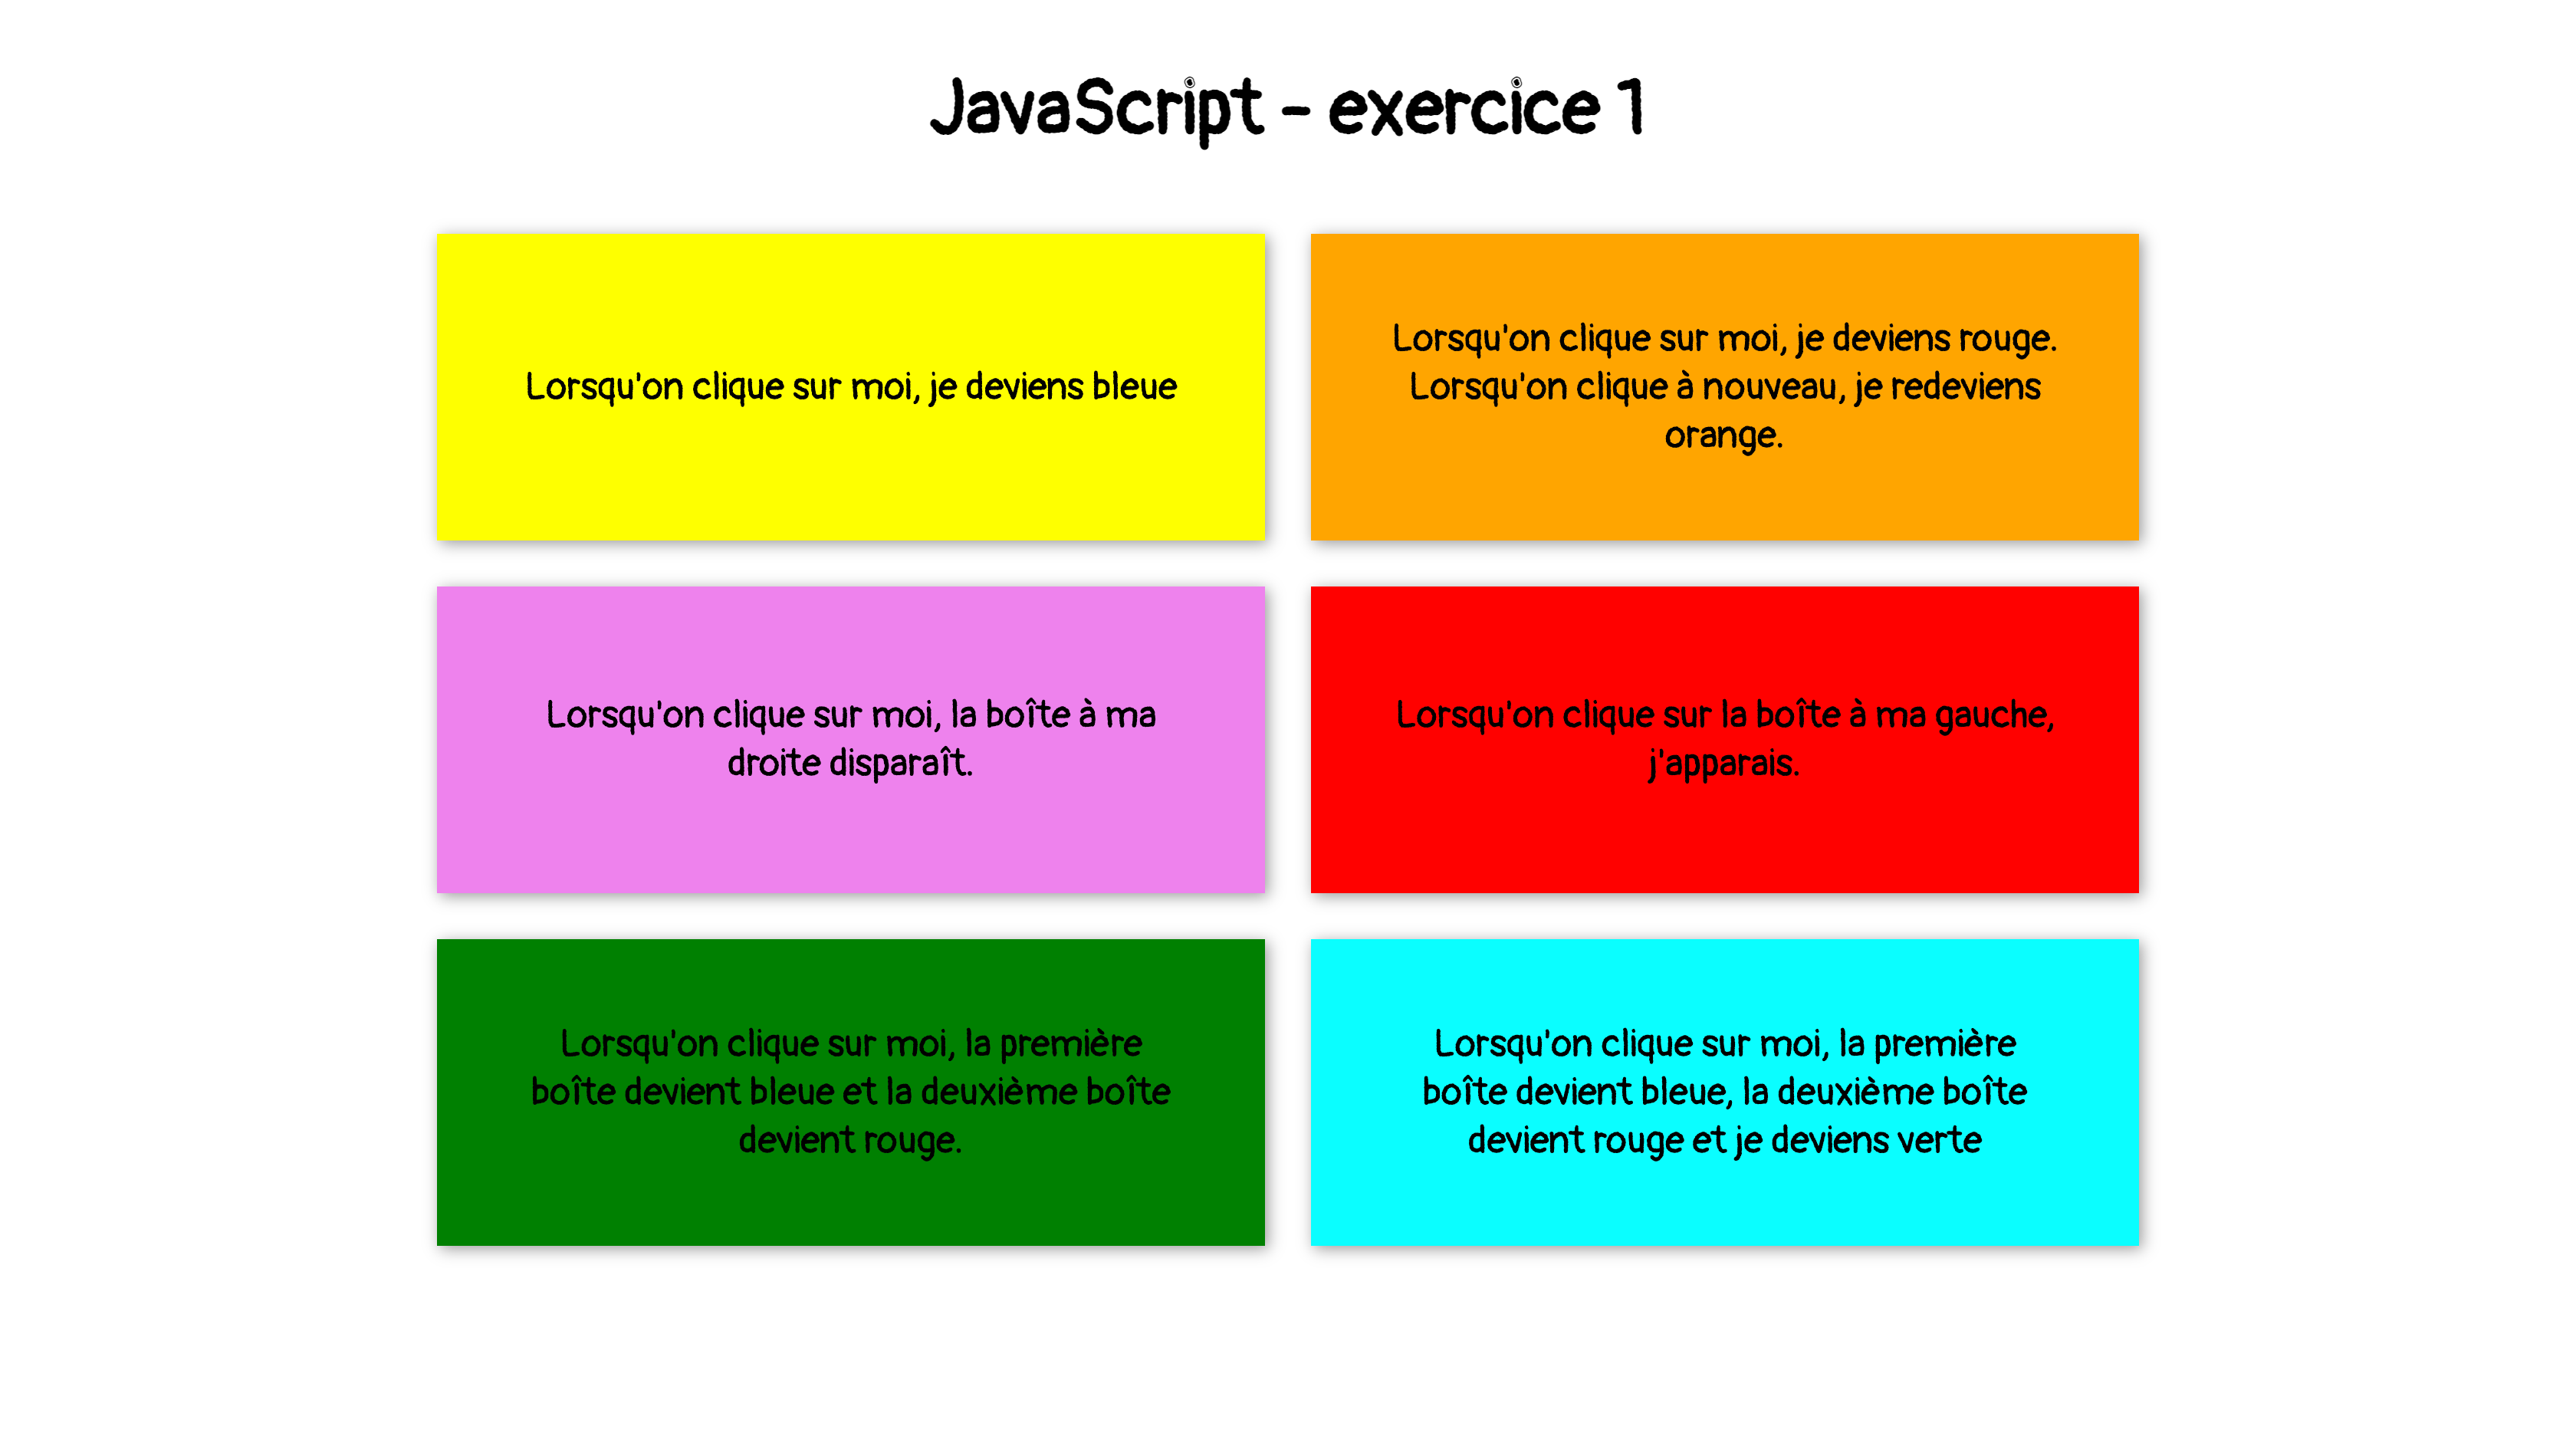 JavaScript - exercice 1
Lorsqu'on clique sur moi, je deviens bleue
Lorsqu'on clique sur moi, je deviens rouge.
Lorsqu'on clique à nouveau, je redeviens
orange.
Lorsqu'on clique sur moi, la boîte à ma
droite disparaît.
Lorsqu'on clique sur la boîte à ma gauche,
j'apparais.
Lorsqu'on clique sur moi, la première
boîte devient bleue et la deuxième boîte
devient rouge.
Lorsqu'on clique sur moi, la première
boîte devient bleue, la deuxième boîte
devient rouge et je deviens verte